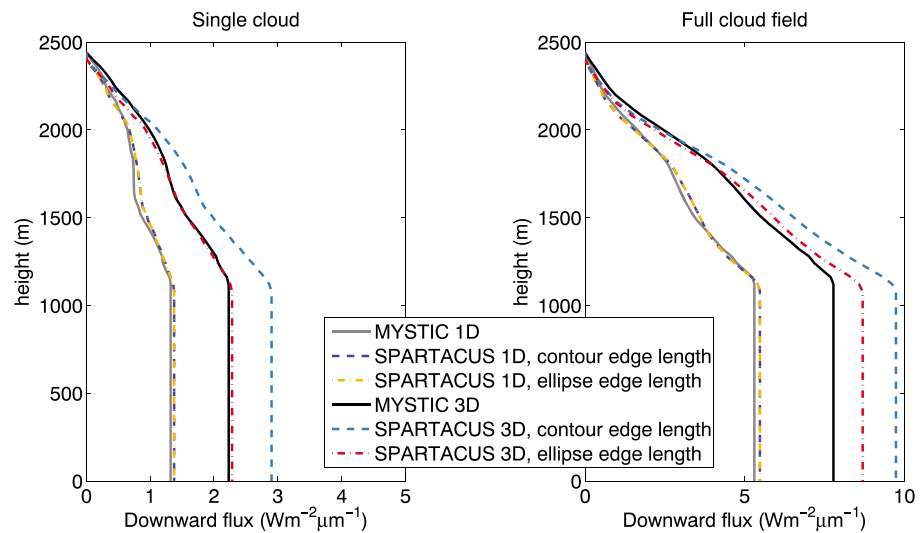 Single cloud
Full cloud field
2500
2000
1500
1000
500
0
height (m)
0 1 2 3 4 5
Downward flux (Wm−2μm−1)
2500
2000
1500
1000
500
0
height (m)
0 5 10
Downward flux (Wm−2μm−1)
MYSTIC 1D
SPARTACUS 1D, contour edge length
SPARTACUS 1D, ellipse edge length
MYSTIC 3D
SPARTACUS 3D, contour edge length
SPARTACUS 3D, ellipse edge length